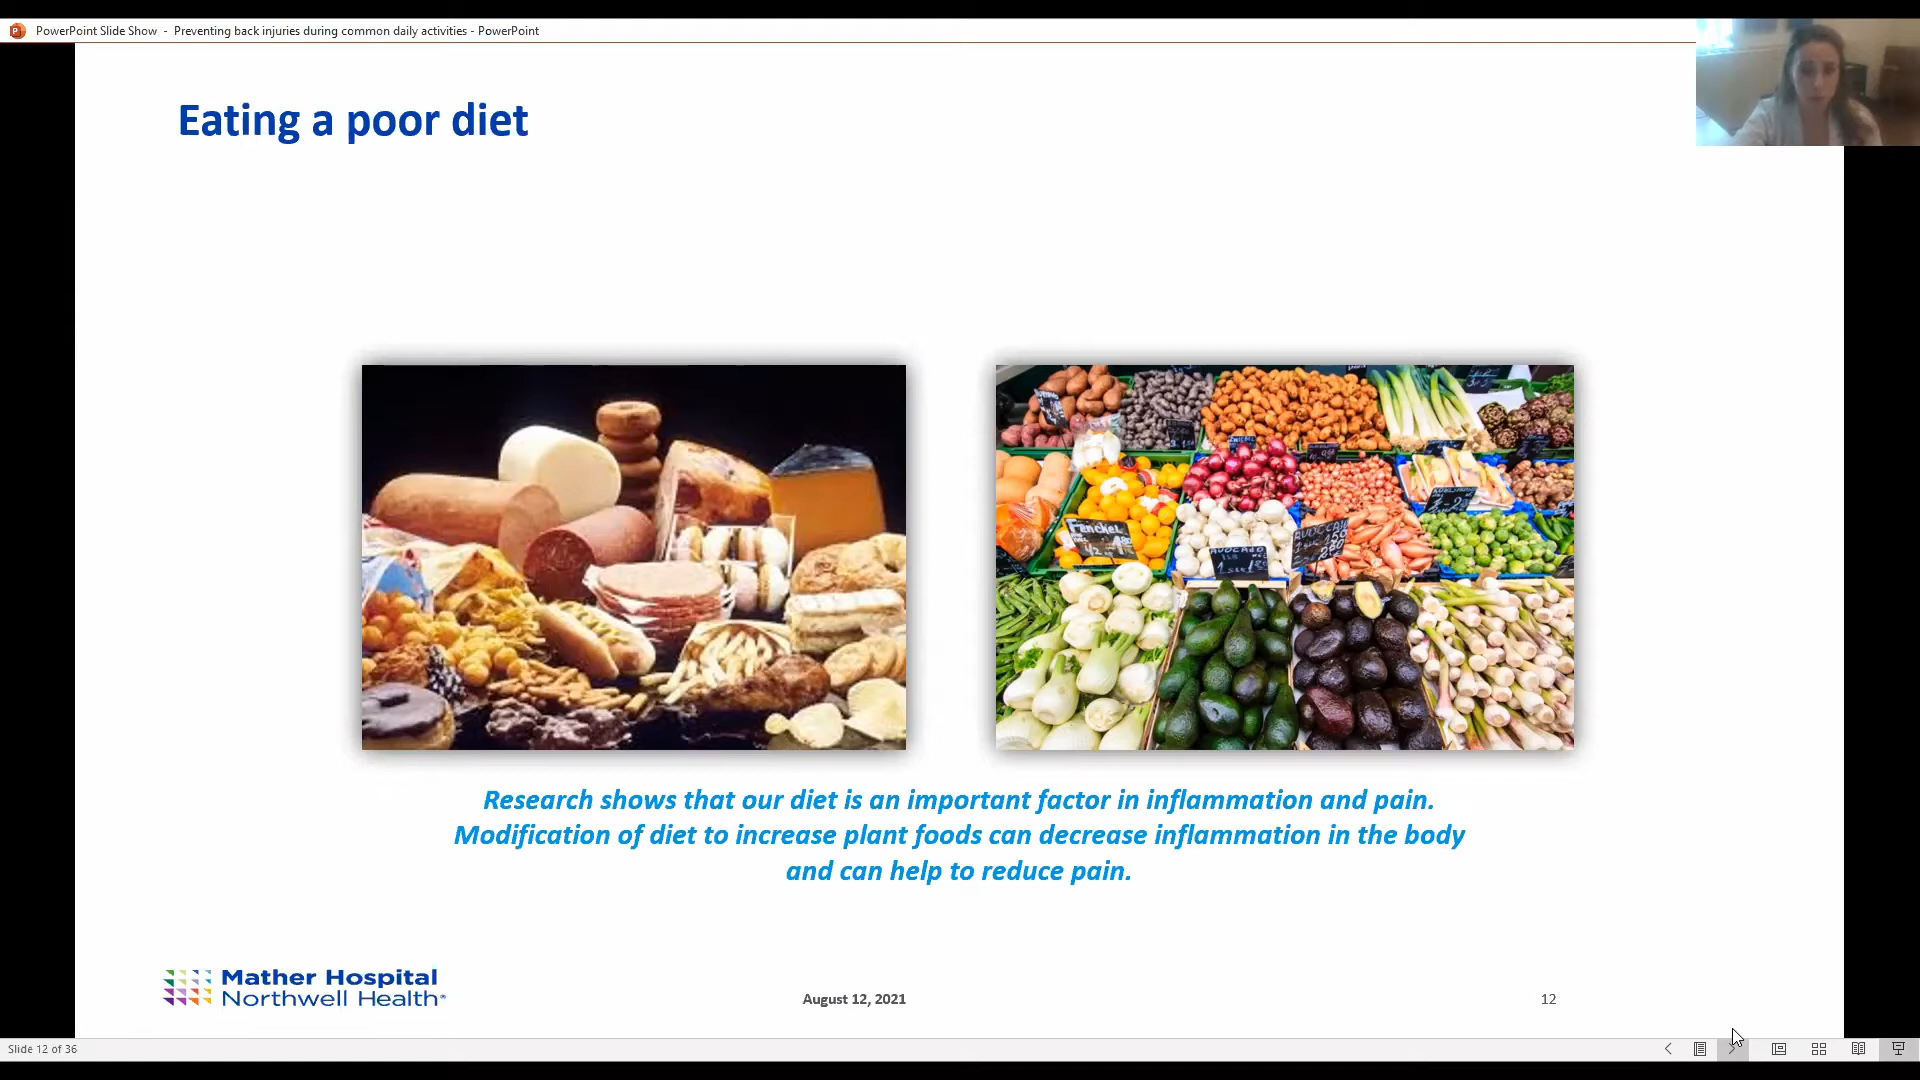 PowerPoint Slide Show - Preventing back injuries during common daily activities - PowerPoint
Eating a poor diet
Fenchel
AVOCADO
Research shows that our diet is an important factor in inflammation and pain.
Modification of diet to increase plant foods can decrease inflammation in the body
and can help to reduce pain.
Mather Hospital
Northwell Health®
August 12, 2021
12
Slide 12 of 36